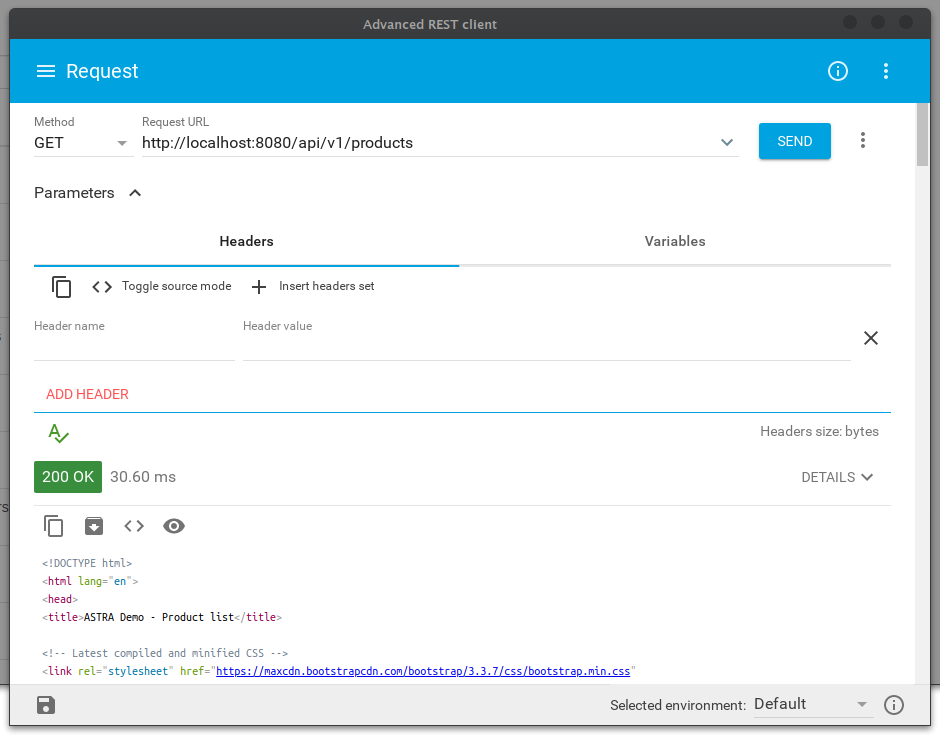 Advanced REST client
Request
Method
Request URL
GET
http://localhost:8080/api/v1/products
SEND
Parameters
Headers
Variables
Toggle source mode
Insert headers set
Header name
Header value
ADD HEADER
Headers size: bytes
200 OK
30.60 ms
DETAILS
<!DOCTYPE html>
<html lang="en">
<head>
<title>ASTRA Demo - Product list</title>
<!-- Latest compiled and minified CSS -->
<link rel="stylesheet" href="https://maxcdn.bootstrapcdn.com/bootstrap/3.3.7/css/bootstrap.min.css"
Selected environment:
Default